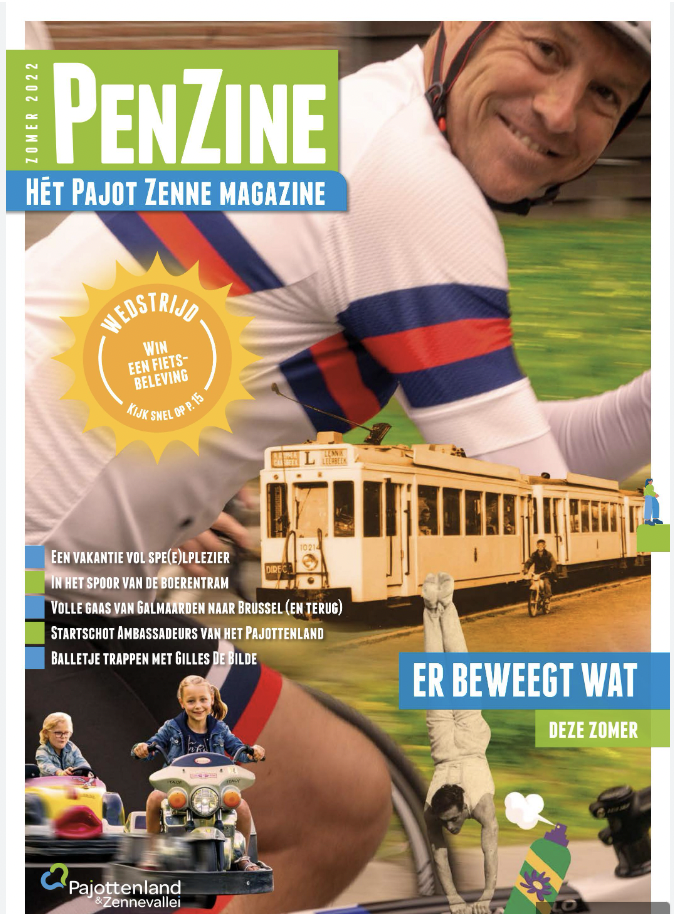 ZOMER 2022
PENZINE
HÉT PAJOT ZENNE MAGAZINE
WEDSTRIJD
WIN
EEN FIETS-
BELEVING
KIJK SNEL OP P. 15
L
LENNIK
LEERBEEK
EEN VAKANTIE VOL SPE(E)LPLEZIER
IN HET SPOOR VAN DE BOERENTRAM
VOLLE GAAS VAN GALMAARDEN NAAR BRUSSEL (EN TERUG)
STARTSCHOT AMBASSADEURS VAN HET PAJOTTENLAND
BALLETJE TRAPPEN MET GILLES DE BILDE
ER BEWEEGT WAT
DEZE ZOMER
Pajottenland
&Zennevallei